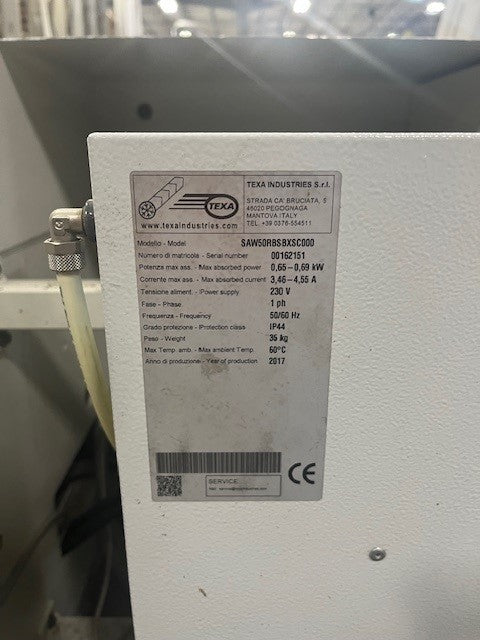 TEXA
www.texaindustries.com
TEXA INDUSTRIES S.r.l.
STRADA CA' BRUCIATA, 5
46020 PEGOGNAGA
MANTOVA ITALY
TEL. +39 0376-554511
Modello - Model SAW50RBSBXSC000
Numero di matricola - Serial number 00162151
Potenza max ass. - Max absorbed power 0,65-0,69 kW
Corrente max ass. - Max absorbed current 3,46-4,55 A
Tensione aliment. - Power supply 230 V
Fase - Phase 1 ph
Frequenza - Frequency 50/60 Hz
Grado protezione - Protection class IP44
Peso - Weight 35 kg
Max Temp. amb. - Max ambient Temp. 60°C
Anno di produzione - Year of production 2017
CE
SERVICE